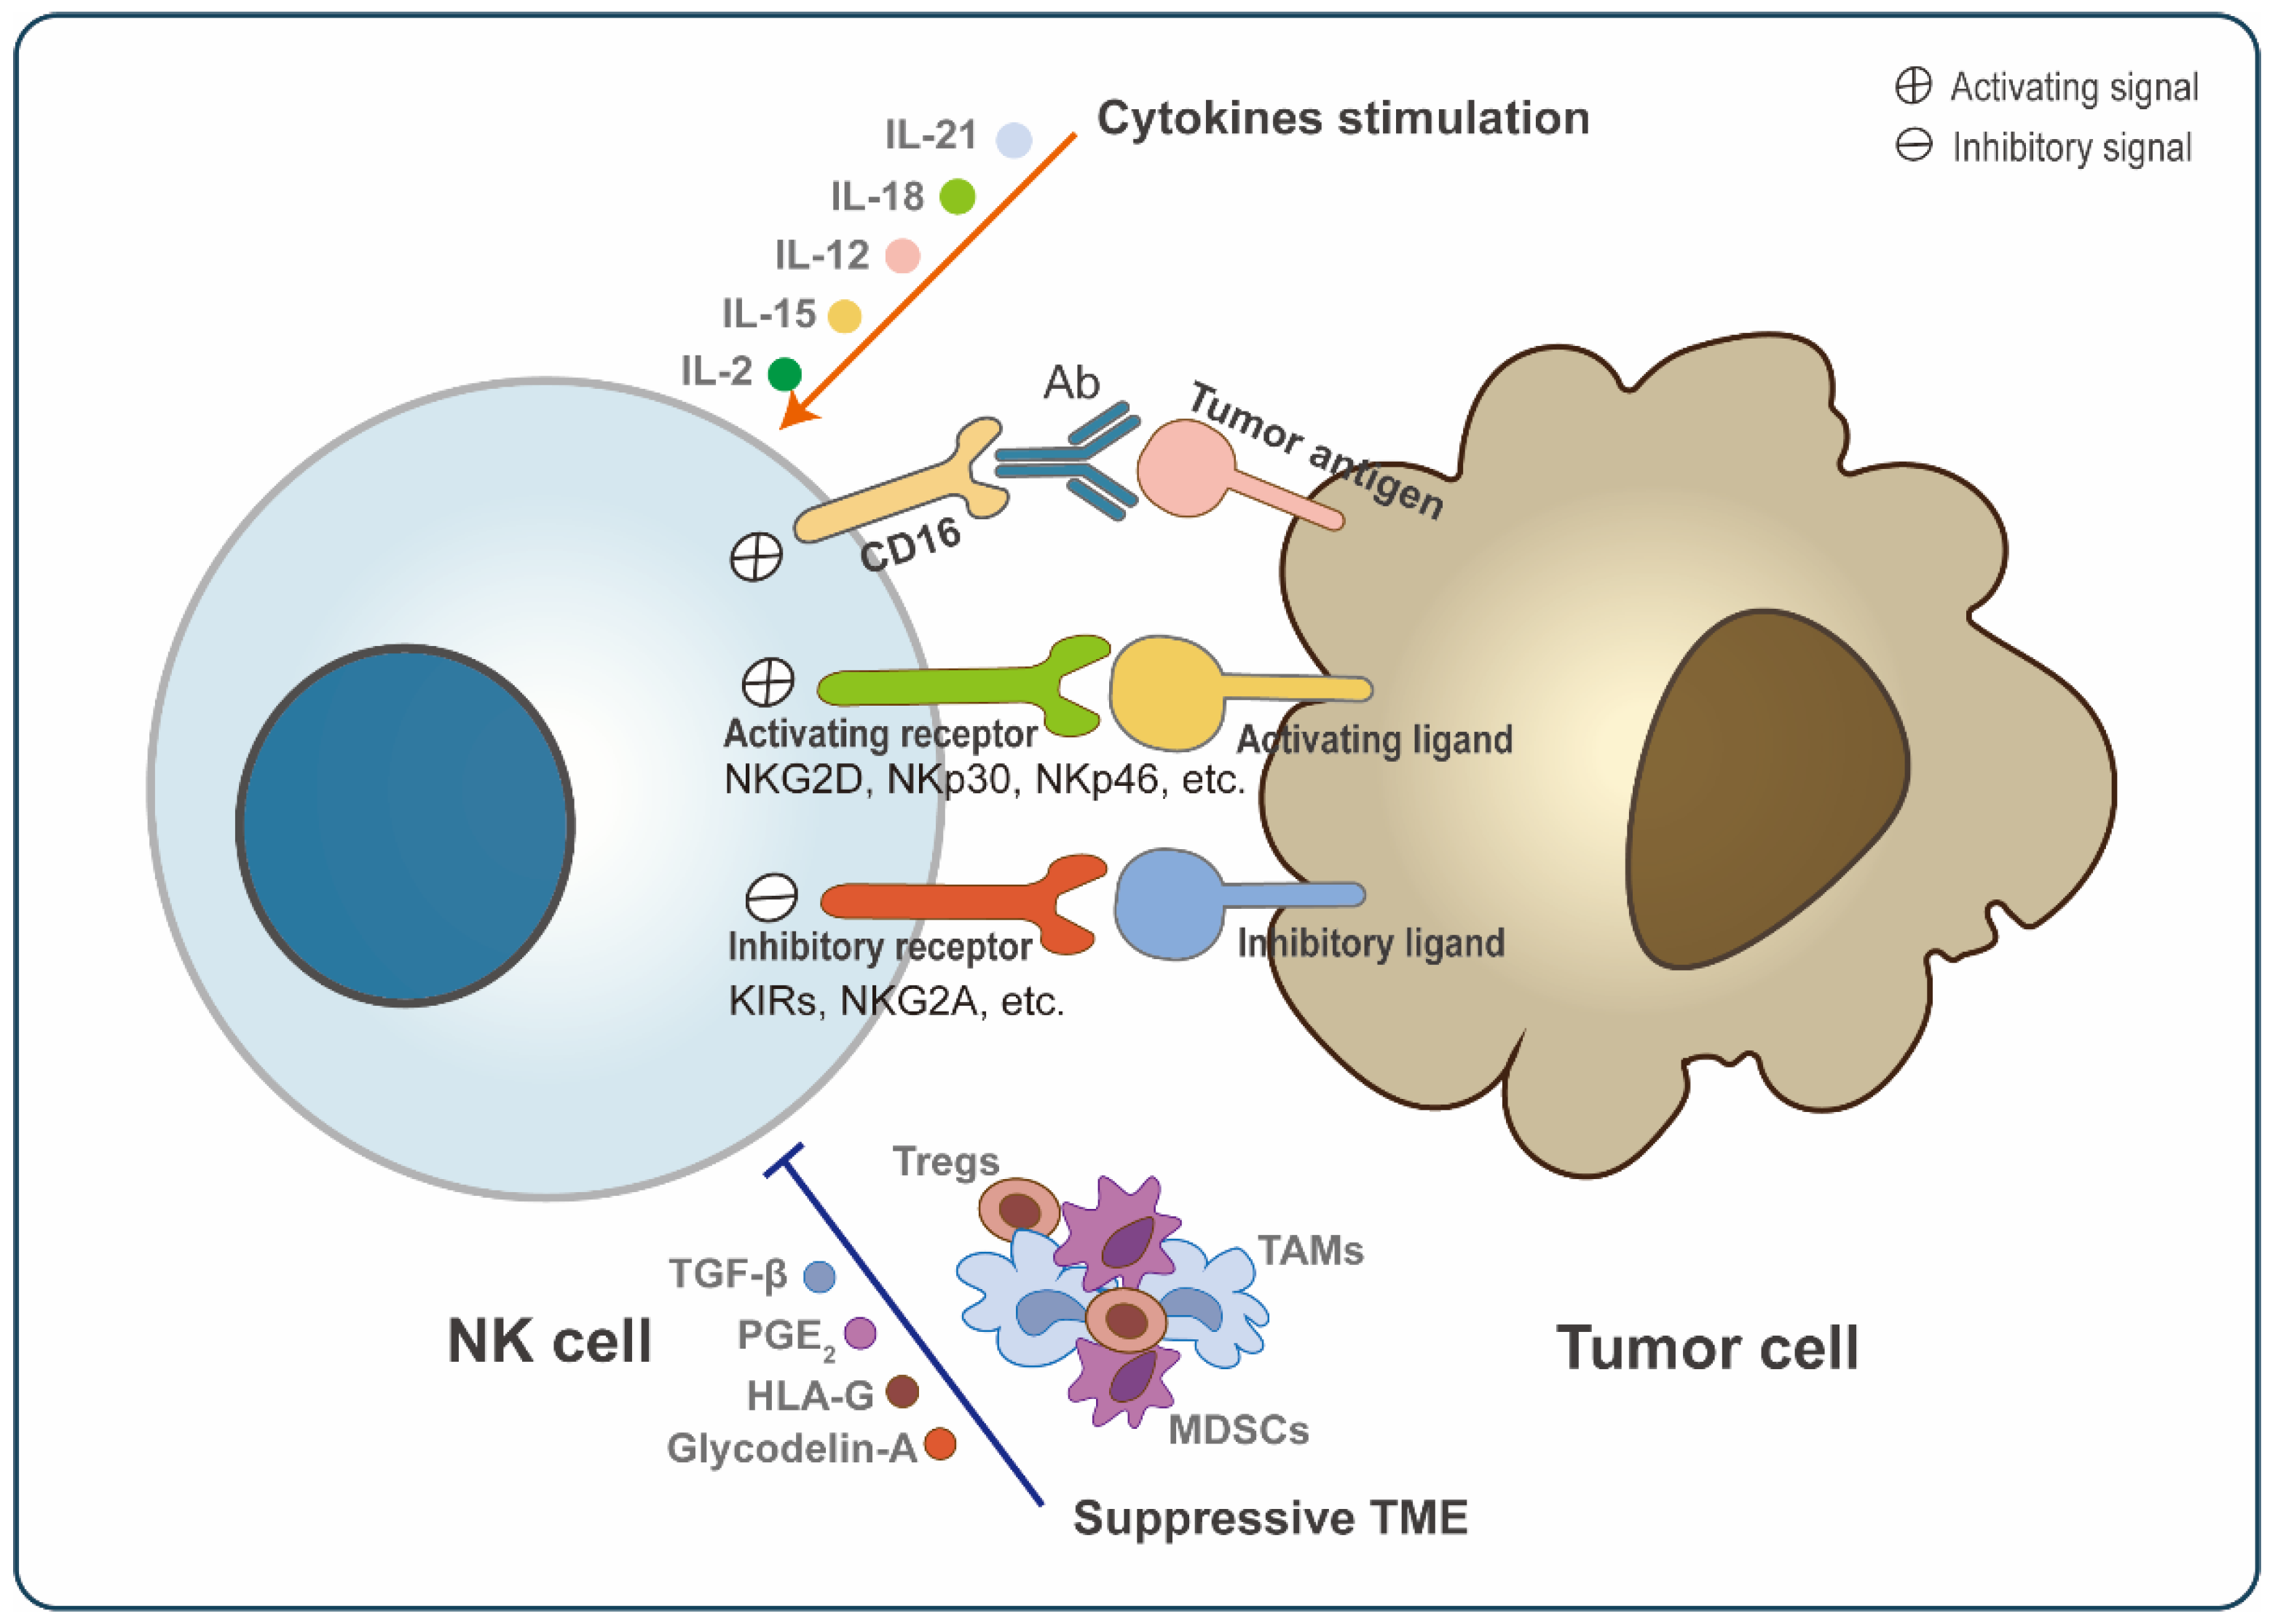 Activating signal
Inhibitory signal
Cytokines stimulation
IL-21
IL-18
IL-12
IL-15
IL-2
Ab
Tumor antigen
CD16
Activating receptor
NKG2D, NKp30, NKp46, etc.
Activating ligand
Inhibitory receptor
KIRs, NKG2A, etc.
Inhibitory ligand
Tregs
TAMs
MDSCs
TGF-β
PGE₂
HLA-G
Glycodelin-A
NK cell
Tumor cell
Suppressive TME